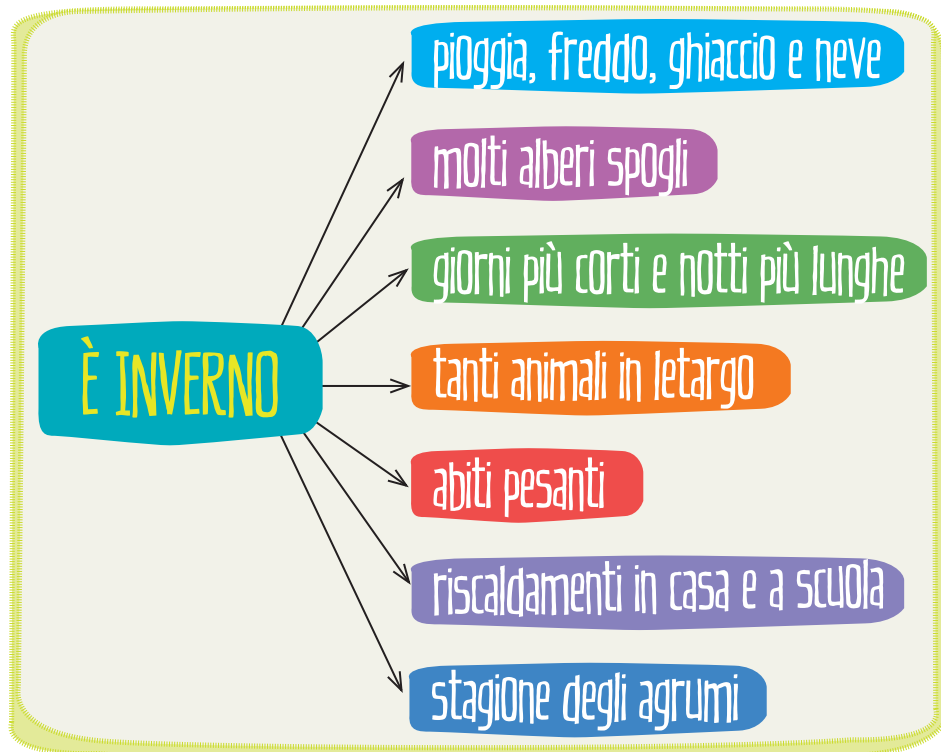 pioggia, freddo, ghiaccio e neve
molti alberi spogli
giorni più corti e notti più lunghe
È INVERNO
tanti animali in letargo
abiti pesanti
riscaldamenti in casa e a scuola
stagione degli agrumi